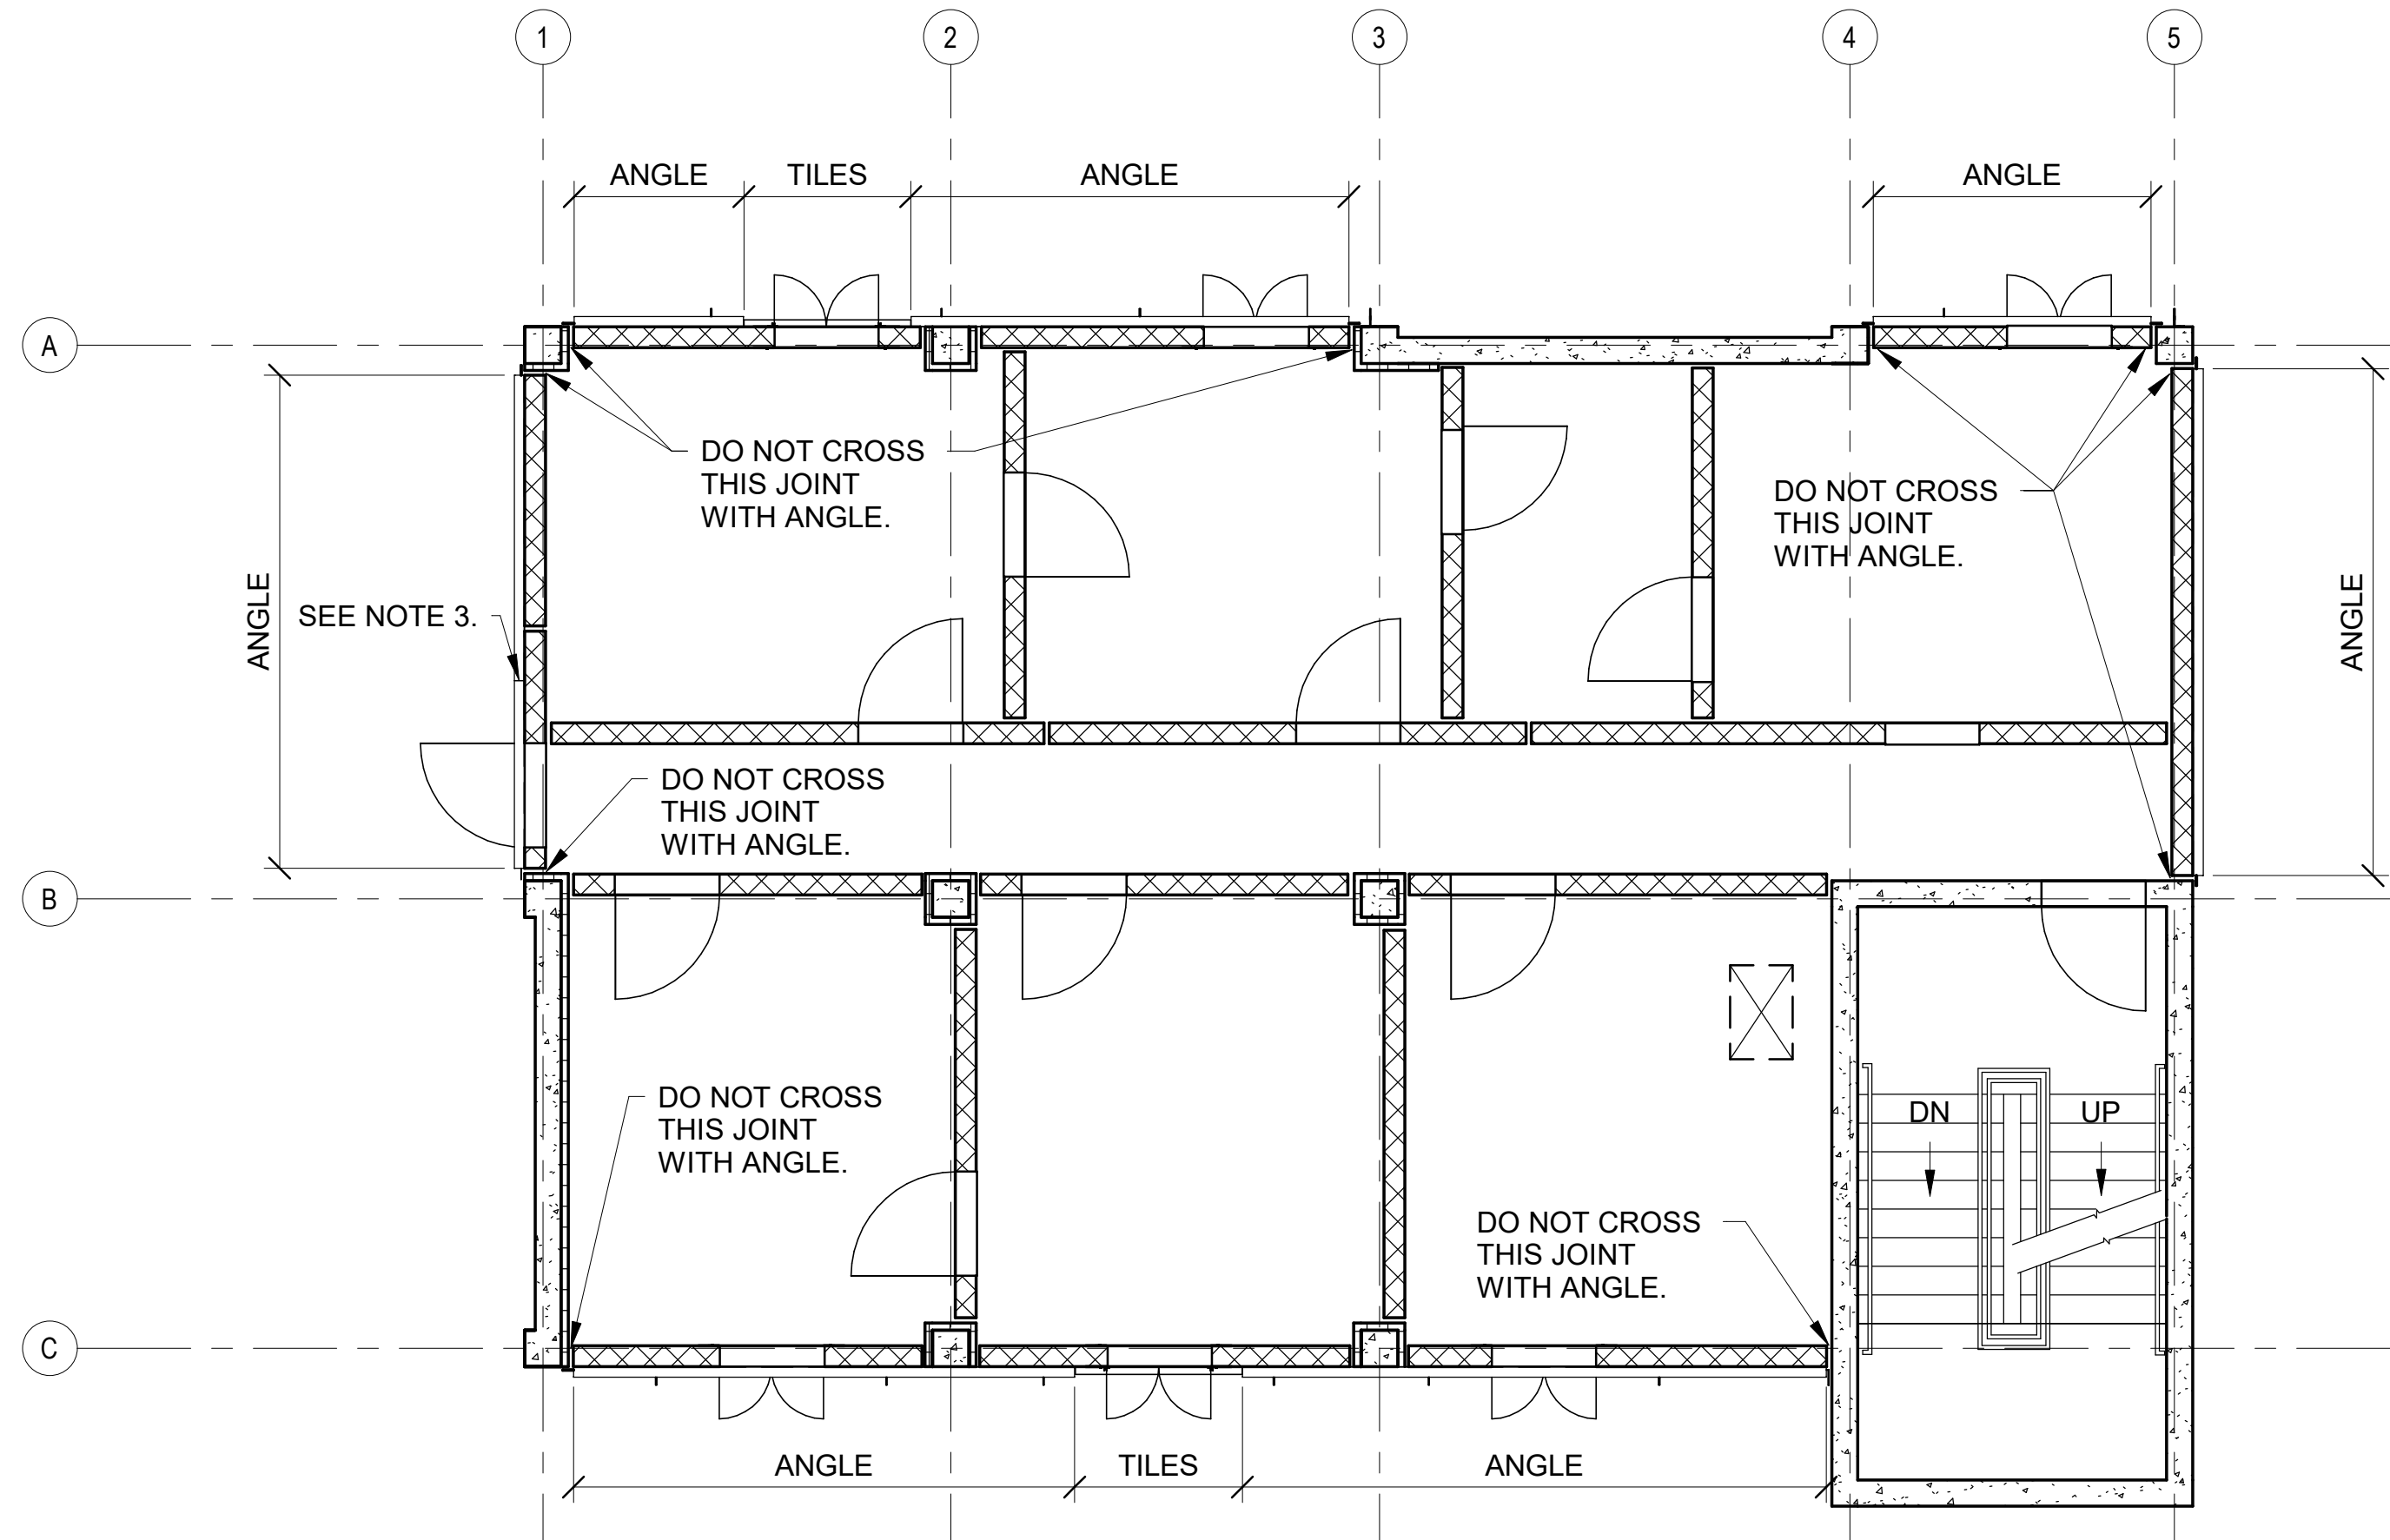 1
2
3
4
5
ANGLE
TILES
ANGLE
ANGLE
A
DO NOT CROSS
THIS JOINT
WITH ANGLE.
DO NOT CROSS
THIS JOINT
WITH ANGLE.
ANGLE
SEE NOTE 3.
ANGLE
DO NOT CROSS
THIS JOINT
WITH ANGLE.
B
DO NOT CROSS
THIS JOINT
WITH ANGLE.
DN
UP
DO NOT CROSS
THIS JOINT
WITH ANGLE.
C
ANGLE
TILES
ANGLE